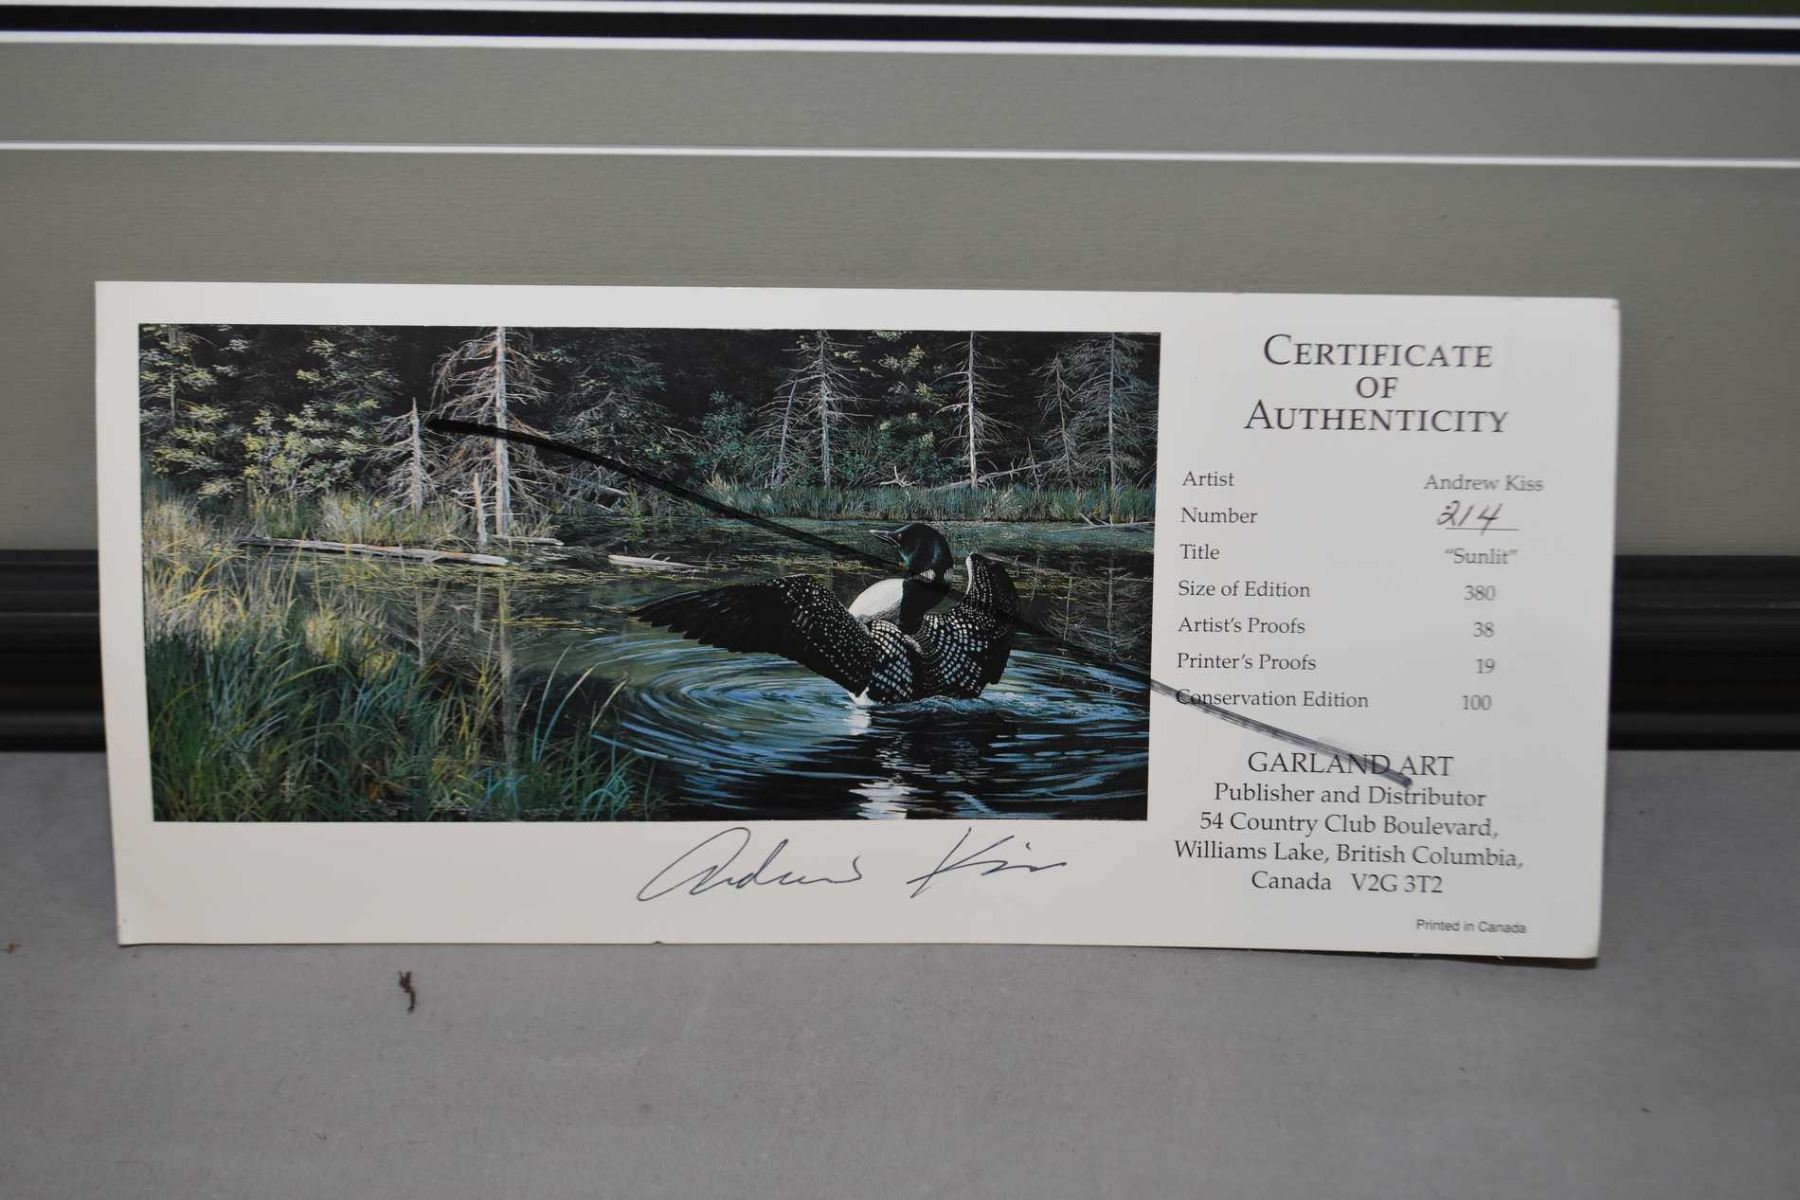 CERTIFICATE
OF
AUTHENTICITY
Artist Andrew Kiss
Number 214
Title "Sunlit"
Size of Edition 380
Artist's Proofs 38
Printer's Proofs 19
Conservation Edition 100
GARLAND ART
Publisher and Distributor
54 Country Club Boulevard,
Williams Lake, British Columbia,
Canada V2G 3T2
Printed in Canada
Andrew Kiss